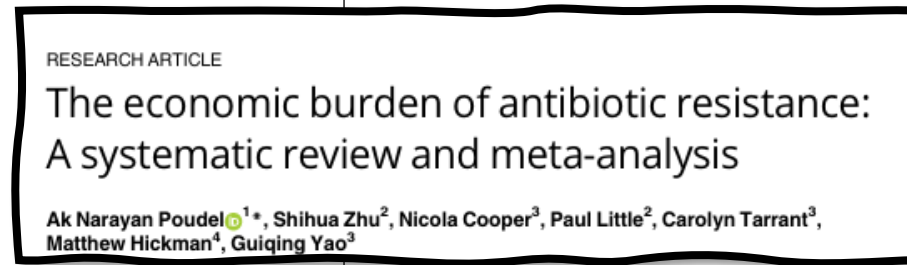 RESEARCH ARTICLE
The economic burden of antibiotic resistance:
A systematic review and meta-analysis
Ak Narayan Poudel¹*, Shihua Zhu², Nicola Cooper³, Paul Little², Carolyn Tarrant³,
Matthew Hickman⁴, Guiqing Yao³